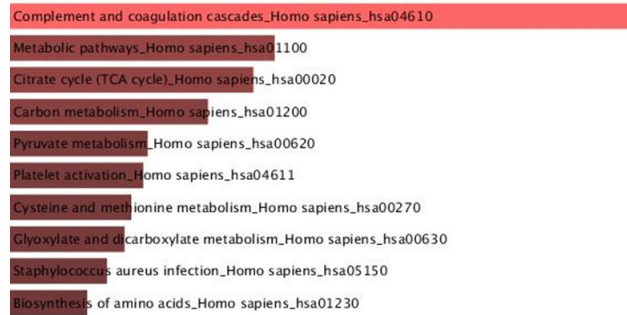 Complement and coagulation cascades_Homo sapiens_hsa04610
Metabolic pathways_Homo sapiens_hsa01100
Citrate cycle (TCA cycle)_Homo sapiens_hsa00020
Carbon metabolism_Homo sapiens_hsa01200
Pyruvate metabolism_Homo sapiens_hsa00620
Platelet activation_Homo sapiens_hsa04611
Cysteine and methionine metabolism_Homo sapiens_hsa00270
Glyoxylate and dicarboxylate metabolism_Homo sapiens_hsa00630
Staphylococcus aureus infection_Homo sapiens_hsa05150
Biosynthesis of amino acids_Homo sapiens_hsa01230